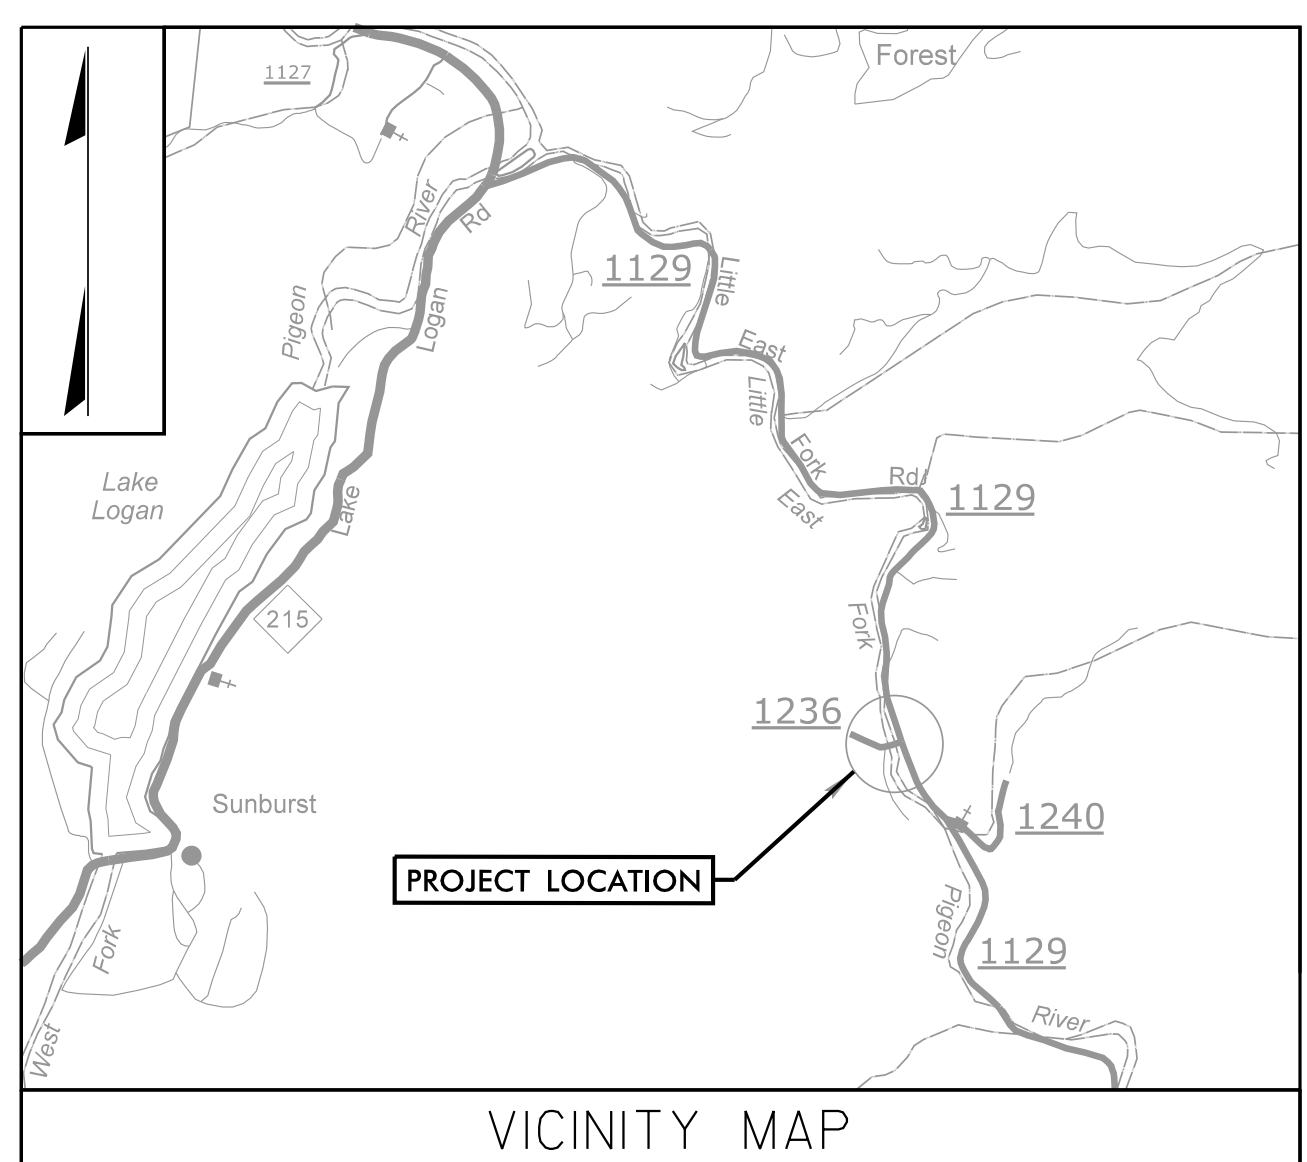 Forest
1127
River
Rd
1129
Little
Pigeon
Logan
East
Little
Fork
Rd
Lake
Logan
Lake
East
1129
215
Fork
1236
Sunburst
1240
PROJECT LOCATION
Pigeon
Fork
1129
River
West
VICINITY MAP